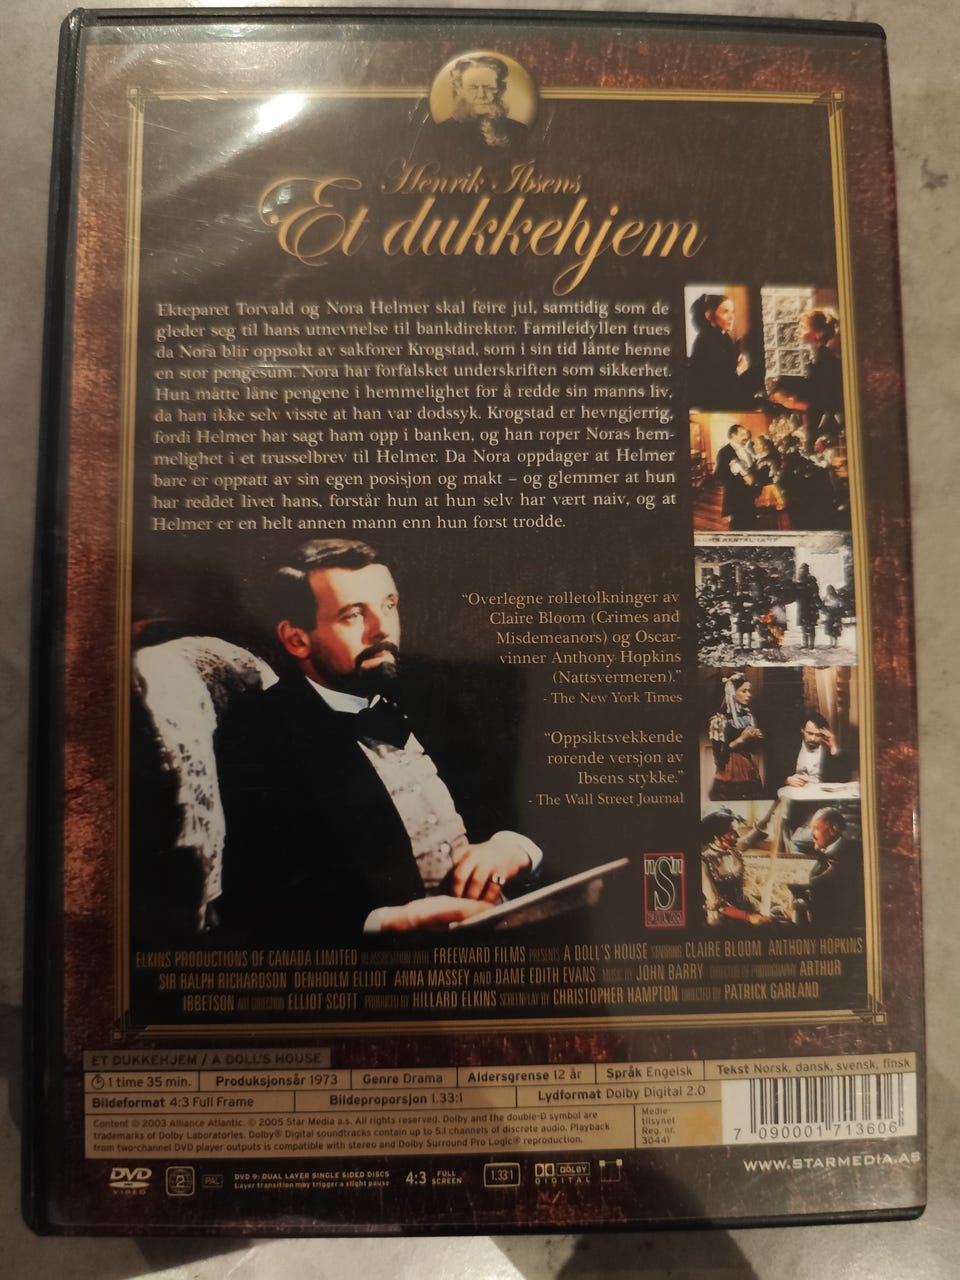 Henrik Ibsens
Et dukkehjem
Ekteparet Torvald og Nora Helmer skal feire jul, samtidig som de
gleder seg til hans utnevnelse til bankdirektør. Famileidyllen trues
da Nora blir oppsøkt av sakfører Krogstad, som i sin tid lånte henne
en stor pengesum. Nora har forfalsket underskriften som sikkerhet.
Hun måtte låne pengene i hemmelighet for å redde sin manns liv,
da han ikke selv visste at han var dødssyk. Krogstad er hevngjerrig,
fordi Helmer har sagt ham opp i banken, og han røper Noras hem-
melighet i et trusselbrev til Helmer. Da Nora oppdager at Helmer
bare er opptatt av sin egen posisjon og makt – og glemmer at hun
har reddet livet hans, forstår hun at hun selv har vært naiv, og at
Helmer er en helt annen mann enn hun først trodde.
“Overlegne rolletolkninger av
Claire Bloom (Crimes and
Misdemeanors) og Oscar-
vinner Anthony Hopkins
(Nattsvermeren).”
- The New York Times
“Oppsiktsvekkende
rørende versjon av
Ibsens stykke.”
- The Wall Street Journal
ELKINS PRODUCTIONS OF CANADA LIMITED IN ASSOCIATION WITH FREEWARD FILMS PRESENTS A DOLL'S HOUSE STARRING CLAIRE BLOOM ANTHONY HOPKINS
SIR RALPH RICHARDSON DENHOLM ELLIOT ANNA MASSEY AND DAME EDITH EVANS MUSIC BY JOHN BARRY DIRECTOR OF PHOTOGRAPHY ARTHUR
IBBETSON ART DIRECTION ELLIOT SCOTT PRODUCED BY HILLARD ELKINS SCREENPLAY BY CHRISTOPHER HAMPTON DIRECTED BY PATRICK GARLAND
ET DUKKEHJEM / A DOLL'S HOUSE
1 time 35 min. Produksjonsår 1973 Genre Drama Aldersgrense 12 år Språk Engelsk Tekst Norsk, dansk, svensk, finsk
Bildeformat 4:3 Full Frame Bildeproporsjon 1.33:1 Lydformat Dolby Digital 2.0
Content © 2003 Alliance Atlantic. © 2005 Star Media a.s. All rights reserved. Dolby and the double-D symbol are
trademarks of Dolby Laboratories. Dolby® Digital soundtracks contain up to 5.1 channels of discrete audio. Playback
from two-channel DVD player outputs is compatible with stereo and Dolby Surround Pro Logic® reproduction.
Medie-
tilsynet
Reg. nr.
30441
7 090001 713606
WWW.STARMEDIA.AS
DVD
VIDEO
2
PAL
DVD 9: DUAL LAYER SINGLE SIDED DISCS
Layer transition may trigger a slight pause
4:3 FULL
SCREEN
1.33:1
DOLBY
DIGITAL